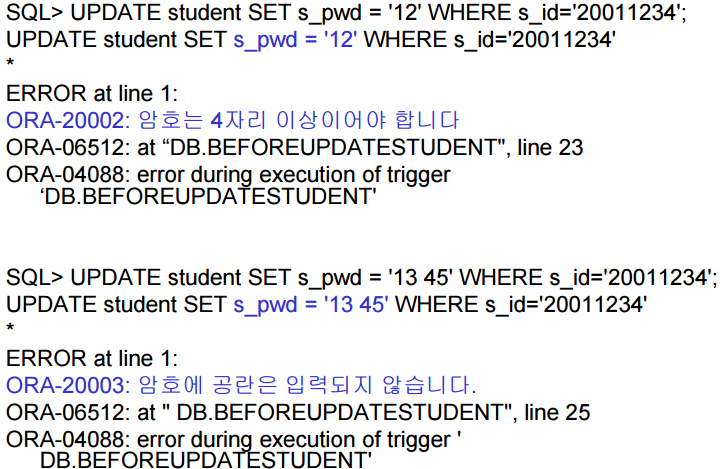 SQL> UPDATE student SET s_pwd = '12' WHERE s_id='20011234';
UPDATE student SET s_pwd = '12' WHERE s_id='20011234'
*
ERROR at line 1:
ORA-20002: 암호는 4자리 이상이어야 합니다
ORA-06512: at “DB.BEFOREUPDATESTUDENT", line 23
ORA-04088: error during execution of trigger
‘DB.BEFOREUPDATESTUDENT'
SQL> UPDATE student SET s_pwd = '13 45' WHERE s_id='20011234';
UPDATE student SET s_pwd = '13 45' WHERE s_id='20011234'
*
ERROR at line 1:
ORA-20003: 암호에 공란은 입력되지 않습니다.
ORA-06512: at " DB.BEFOREUPDATESTUDENT", line 25
ORA-04088: error during execution of trigger '
DB.BEFOREUPDATESTUDENT'